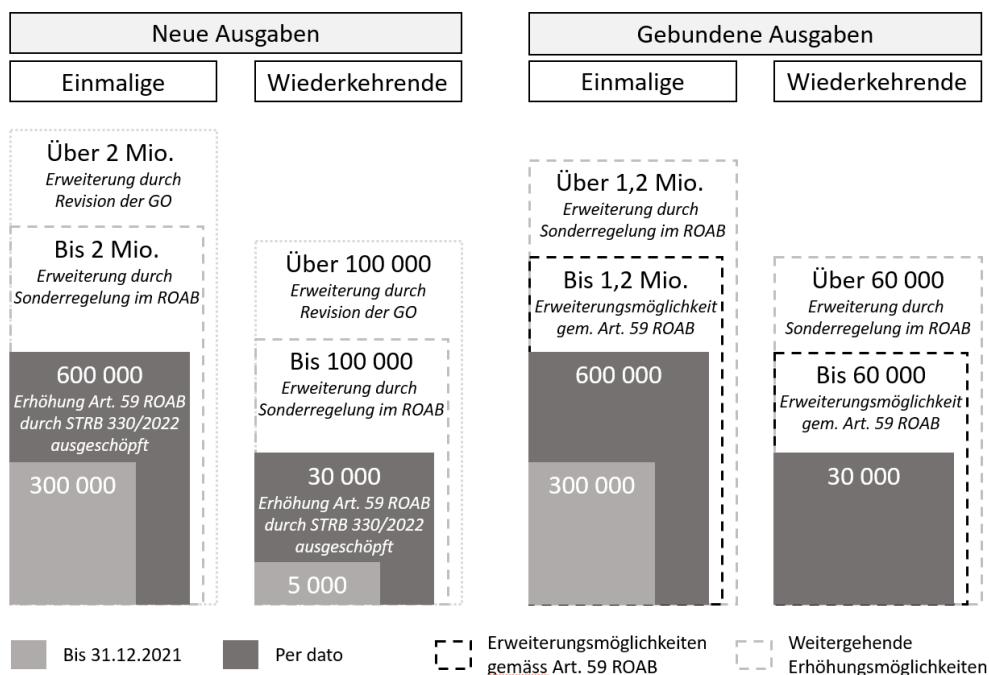 Neue Ausgaben
Einmalige
Wiederkehrende
Über 2 Mio.
Erweiterung durch
Revision der GO
Bis 2 Mio.
Erweiterung durch
Sonderregelung im ROAB
600 000
Erhöhung Art. 59 ROAB
durch STRB 330/2022
ausgeschöpft
300 000
Über 100 000
Erweiterung durch
Revision der GO
Bis 100 000
Erweiterung durch
Sonderregelung im ROAB
30 000
Erhöhung Art. 59 ROAB
durch STRB 330/2022
ausgeschöpft
5 000
Gebundene Ausgaben
Einmalige
Wiederkehrende
Über 1,2 Mio.
Erweiterung durch
Sonderregelung im ROAB
Bis 1,2 Mio.
Erweiterungsmöglichkeit
gem. Art. 59 ROAB
600 000
300 000
Über 60 000
Erweiterung durch
Sonderregelung im ROAB
Bis 60 000
Erweiterungsmöglichkeit
gem. Art. 59 ROAB
30 000
Bis 31.12.2021
Per dato
Erweiterungsmöglichkeiten
gemäss Art. 59 ROAB
Weitergehende
Erhöhungsmöglichkeiten